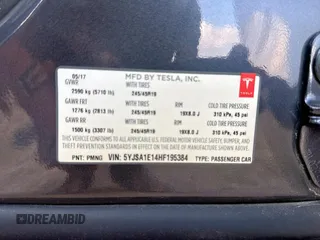 05/17
MFD BY TESLA, INC.
GVWR
2590 kg (5710 lb)
WITH TIRES
245/45R19
TESLA
GAWR FRT
1276 kg (2813 lb)
WITH TIRES
245/45R19
RIM
19X8.0 J
COLD TIRE PRESSURE
310 kPa, 45 psi
GAWR RR
1500 kg (3307 lb)
WITH TIRES
245/45R19
RIM
19X8.0 J
COLD TIRE PRESSURE
310 kPa, 45 psi
THIS VEHICLE CONFORMS TO ALL APPLICABLE U.S. FEDERAL MOTOR VEHICLE SAFETY, BUMPER,
AND THEFT PREVENTION STANDARDS IN EFFECT ON THE DATE OF MANUFACTURE SHOWN ABOVE.
PNT: PMNG
VIN: 5YJSA1E14HF195384
TYPE: PASSENGER CAR
DREAMBID